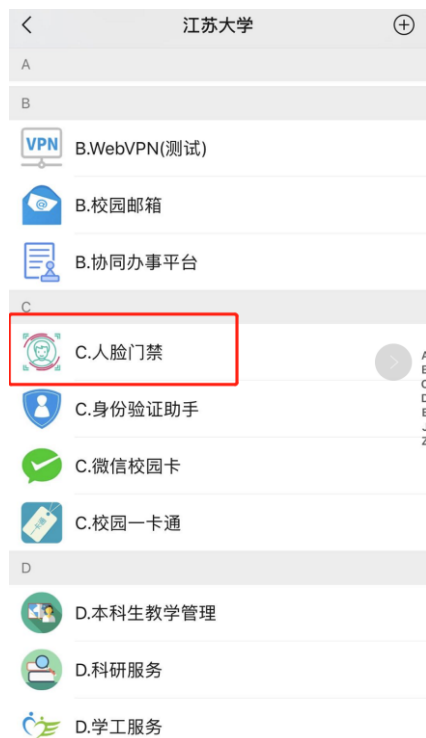 江苏大学
A
B
VPN
B.WebVPN(测试)
B.校园邮箱
B.协同办事平台
C
C.人脸门禁
C.身份验证助手
C.微信校园卡
C.校园一卡通
D
D.本科生教学管理
D.科研服务
D.学工服务